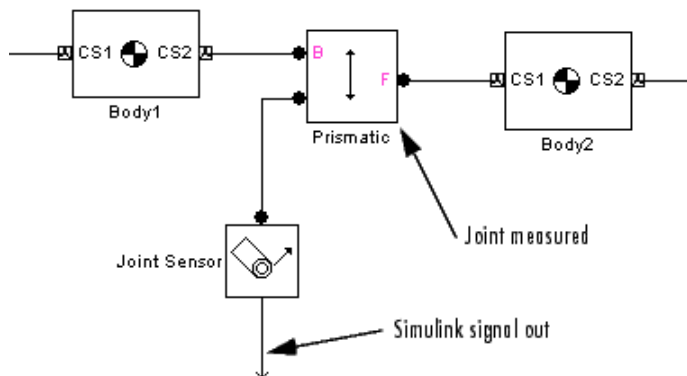 CS1 CS2
Body1
B
F
Prismatic
CS1 CS2
Body2
Joint Sensor
Joint measured
Simulink signal out